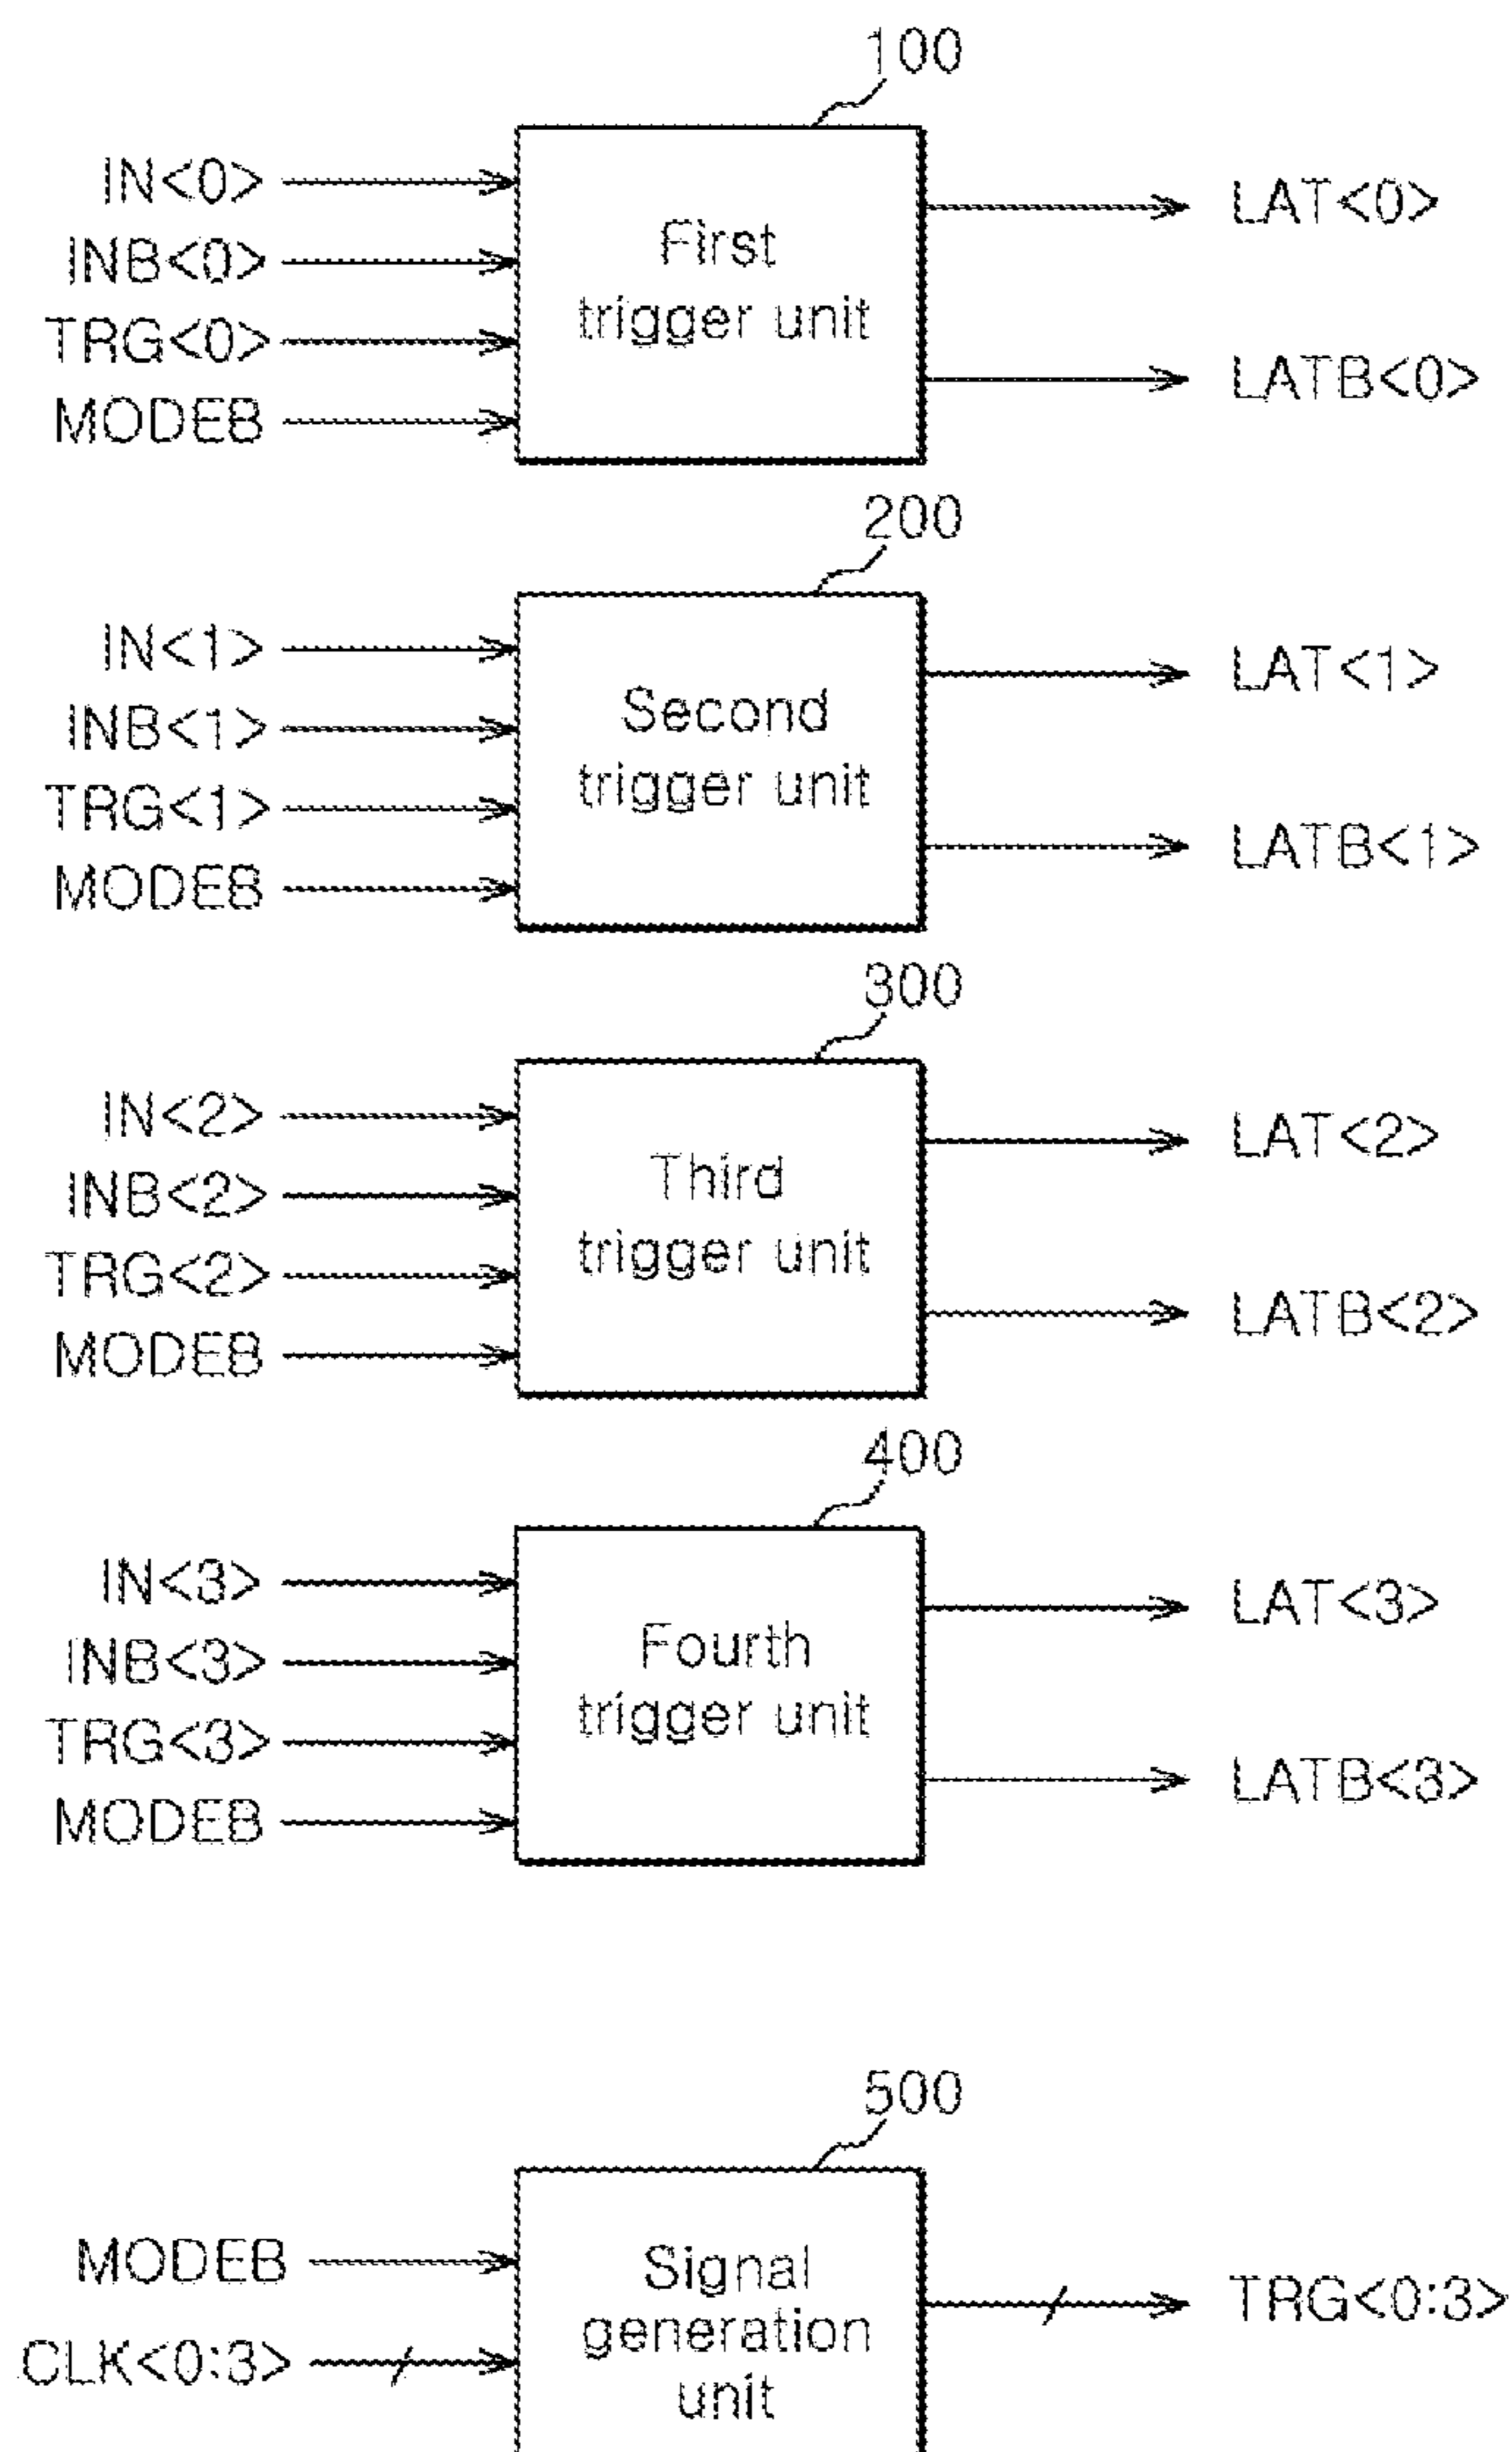 100
IN<0>
INB<0>
TRG<0>
MODEB
First
trigger unit
LAT<0>
LATB<0>
200
IN<1>
INB<1>
TRG<1>
MODEB
Second
trigger unit
LAT<1>
LATB<1>
300
IN<2>
INB<2>
TRG<2>
MODEB
Third
trigger unit
LAT<2>
LATB<2>
400
IN<3>
INB<3>
TRG<3>
MODEB
Fourth
trigger unit
LAT<3>
LATB<3>
500
MODEB
CLK<0:3>
Signal
generation
unit
TRG<0:3>